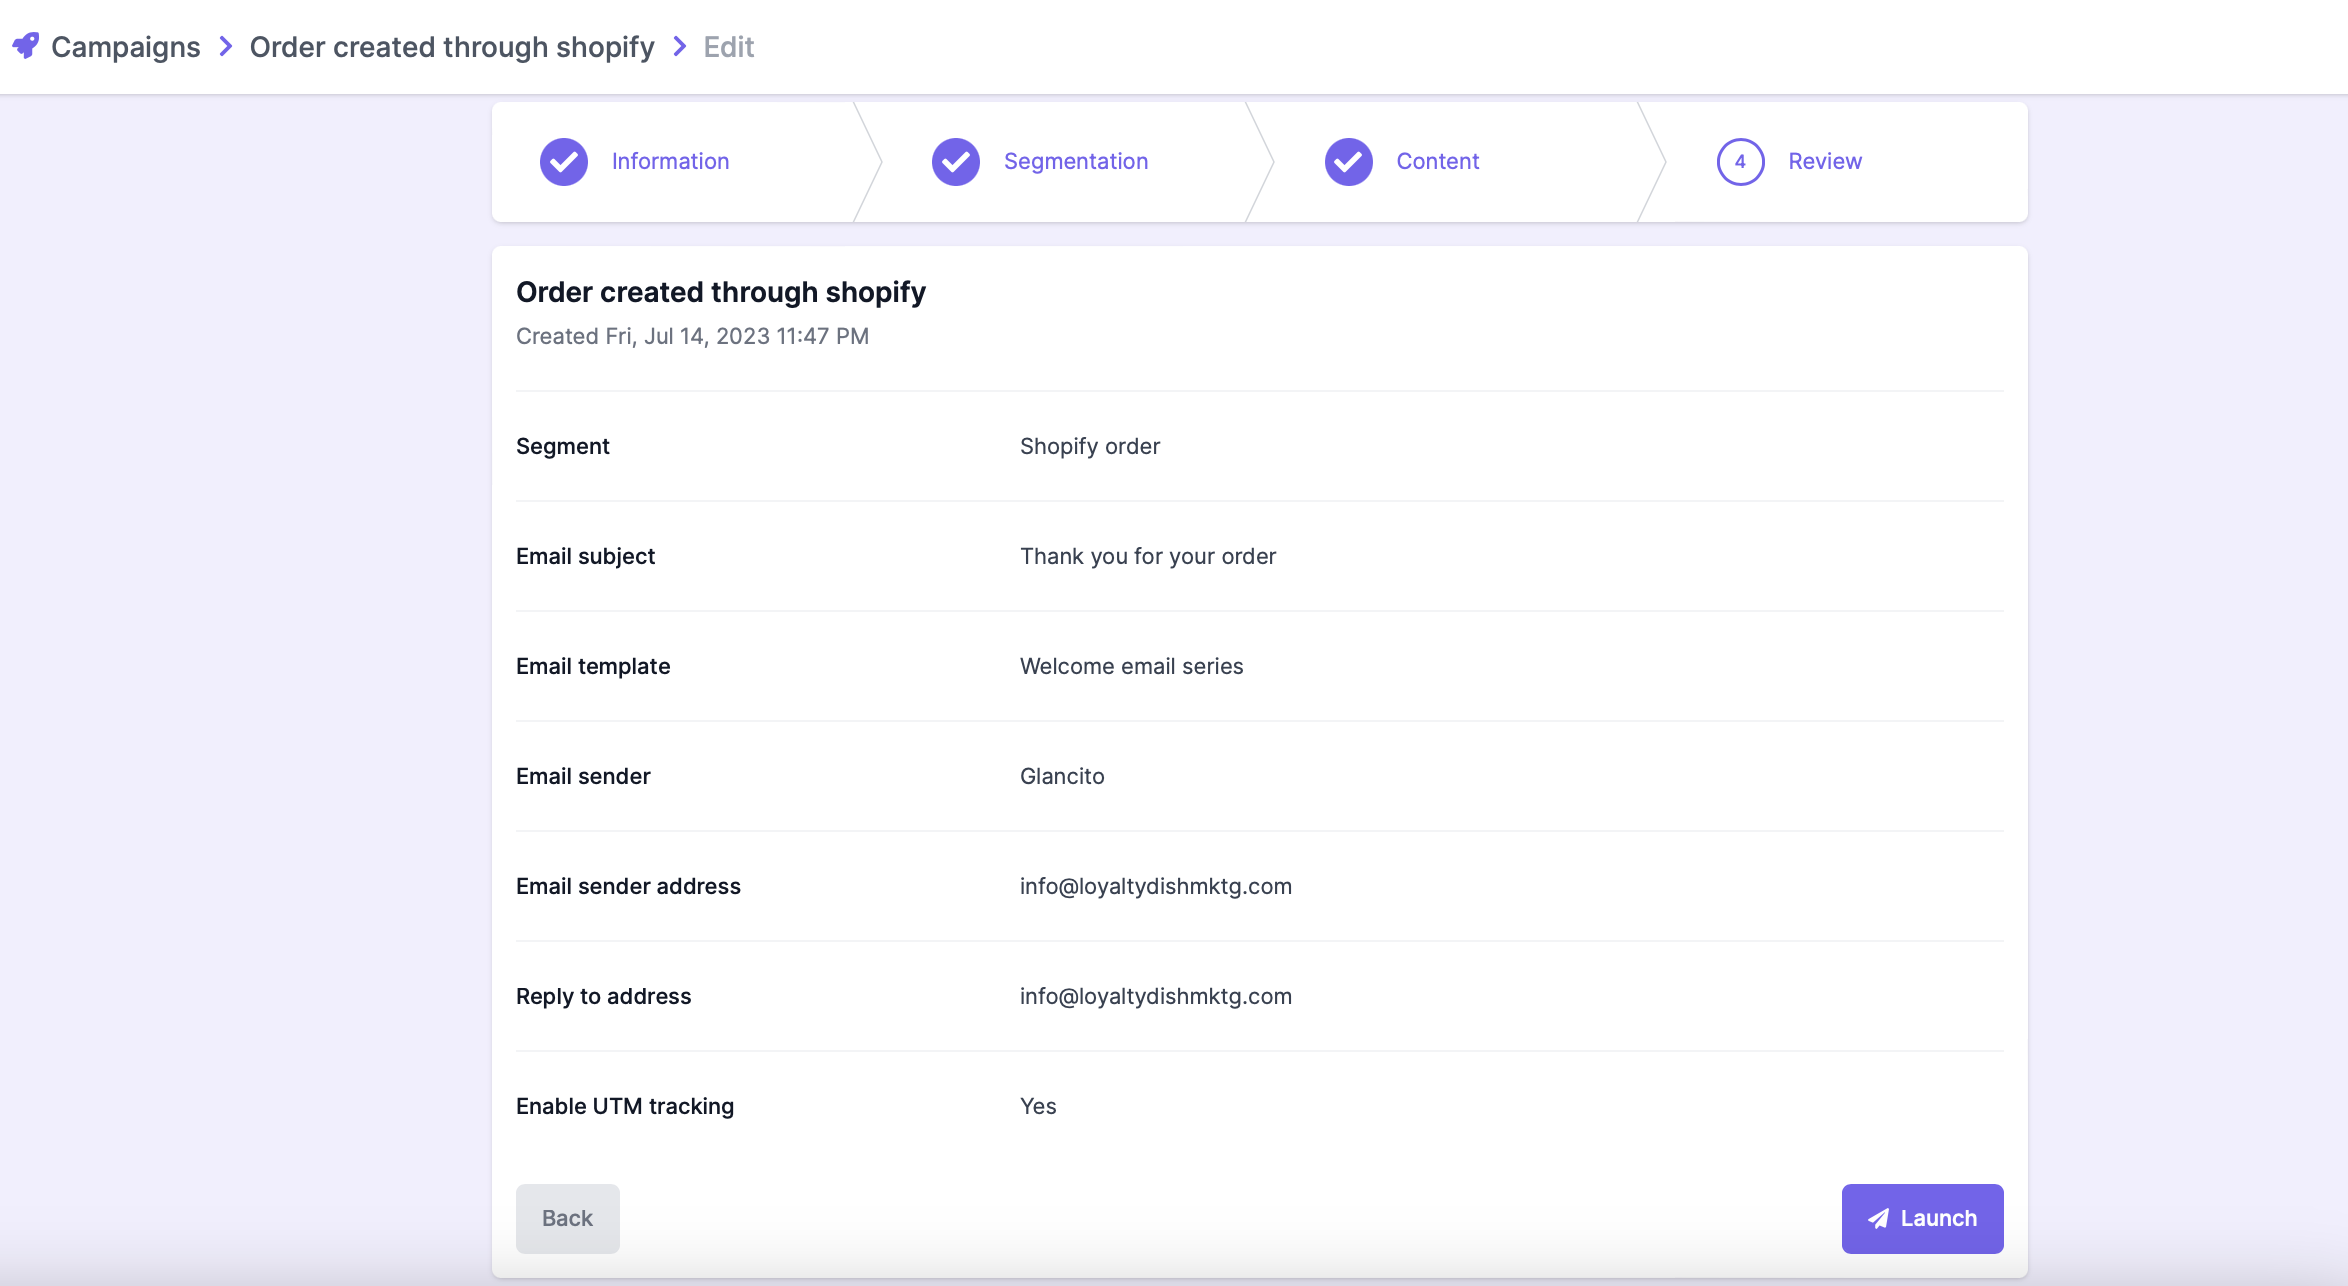 Campaigns > Order created through shopify > Edit
Information
Segmentation
Content
4 Review
Order created through shopify
Created Fri, Jul 14, 2023 11:47 PM
Segment Shopify order
Email subject Thank you for your order
Email template Welcome email series
Email sender Glancito
Email sender address info@loyaltydishmktg.com
Reply to address info@loyaltydishmktg.com
Enable UTM tracking Yes
Back
Launch